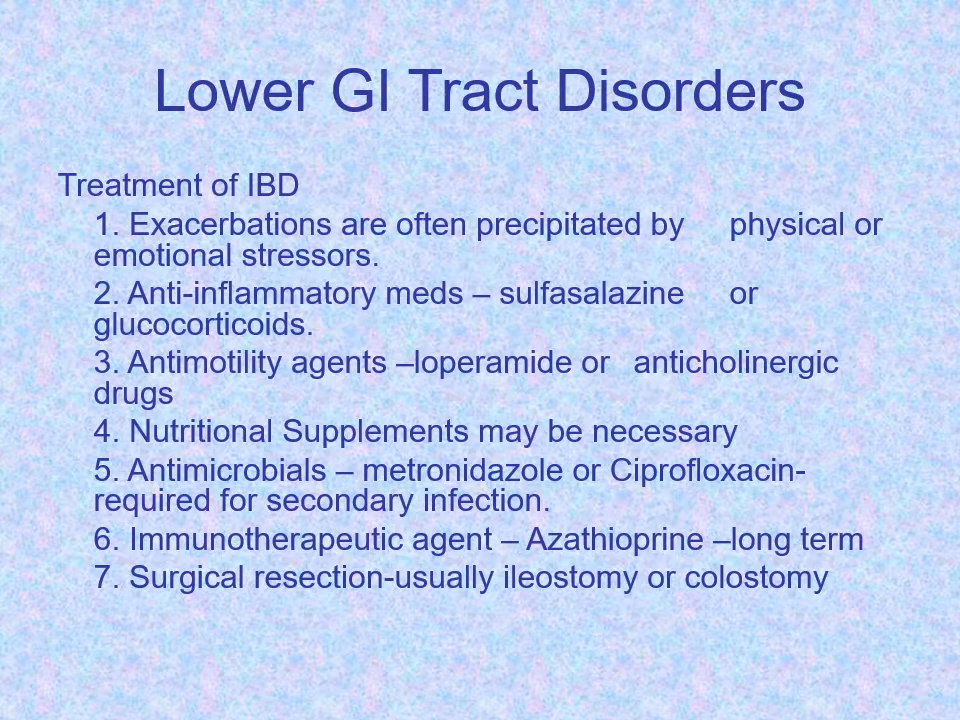 Lower GI Tract Disorders
Treatment of IBD
1. Exacerbations are often precipitated by physical or
emotional stressors.
2. Anti-inflammatory meds – sulfasalazine or
glucocorticoids.
3. Antimotility agents –loperamide or anticholinergic
drugs
4. Nutritional Supplements may be necessary
5. Antimicrobials – metronidazole or Ciprofloxacin-
required for secondary infection.
6. Immunotherapeutic agent – Azathioprine –long term
7. Surgical resection-usually ileostomy or colostomy